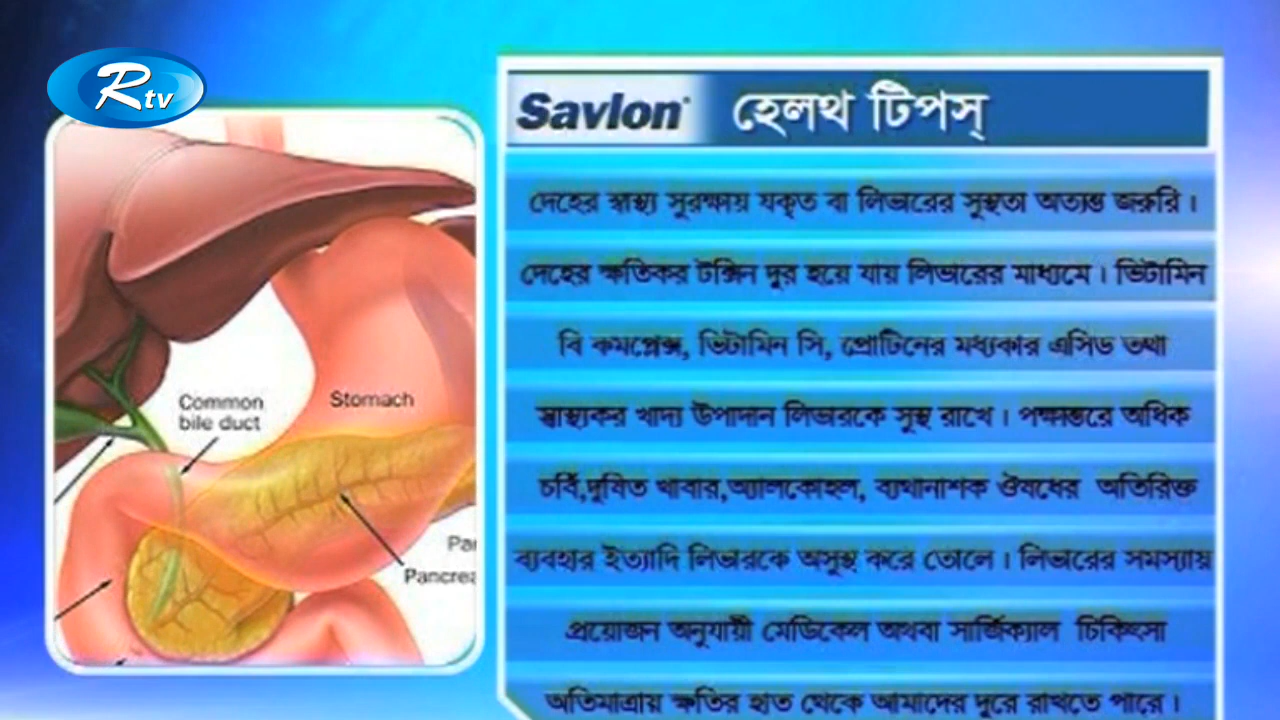 Rtv
Savlon হেলথ টিপস্
দেহের স্বাস্থ্য সুরক্ষায় যকৃত বা লিভারের সুস্থতা অত্যন্ত জরুরি।
দেহের ক্ষতিকর টক্সিন দুর হয়ে যায় লিভারের মাধ্যমে। ভিটামিন
বি কমপ্লেক্স, ভিটামিন সি, প্রোটিনের মধ্যকার এসিড তথা
স্বাস্থ্যকর খাদ্য উপাদান লিভারকে সুস্থ রাখে। পক্ষান্তরে অধিক
চর্বি,দুষিত খাবার,অ্যালকোহল, ব্যথানাশক ঔষধের অতিরিক্ত
ব্যবহার ইত্যাদি লিভারকে অসুস্থ করে তোলে। লিভারের সমস্যায়
প্রয়োজন অনুযায়ী মেডিকেল অথবা সার্জিক্যাল চিকিৎসা
অতিমাত্রায় ক্ষতির হাত থেকে আমাদের দুরে রাখতে পারে।
Common
bile duct
Stomach
Pan
Pancrea